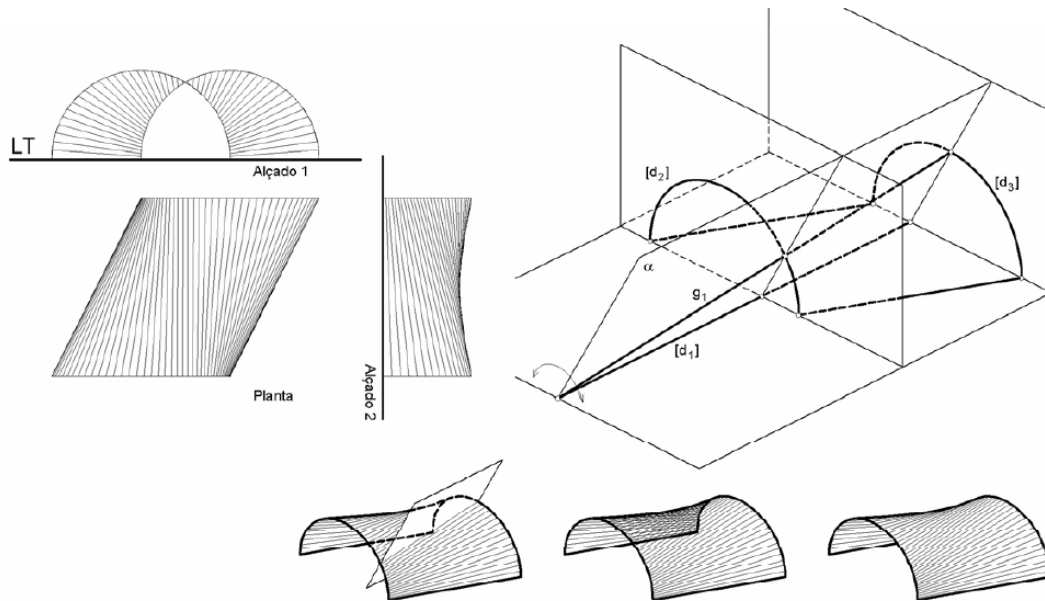 LT
Alçado 1
Planta
Alçado 2
[d₂]
[d₃]
α
g₁
[d₁]